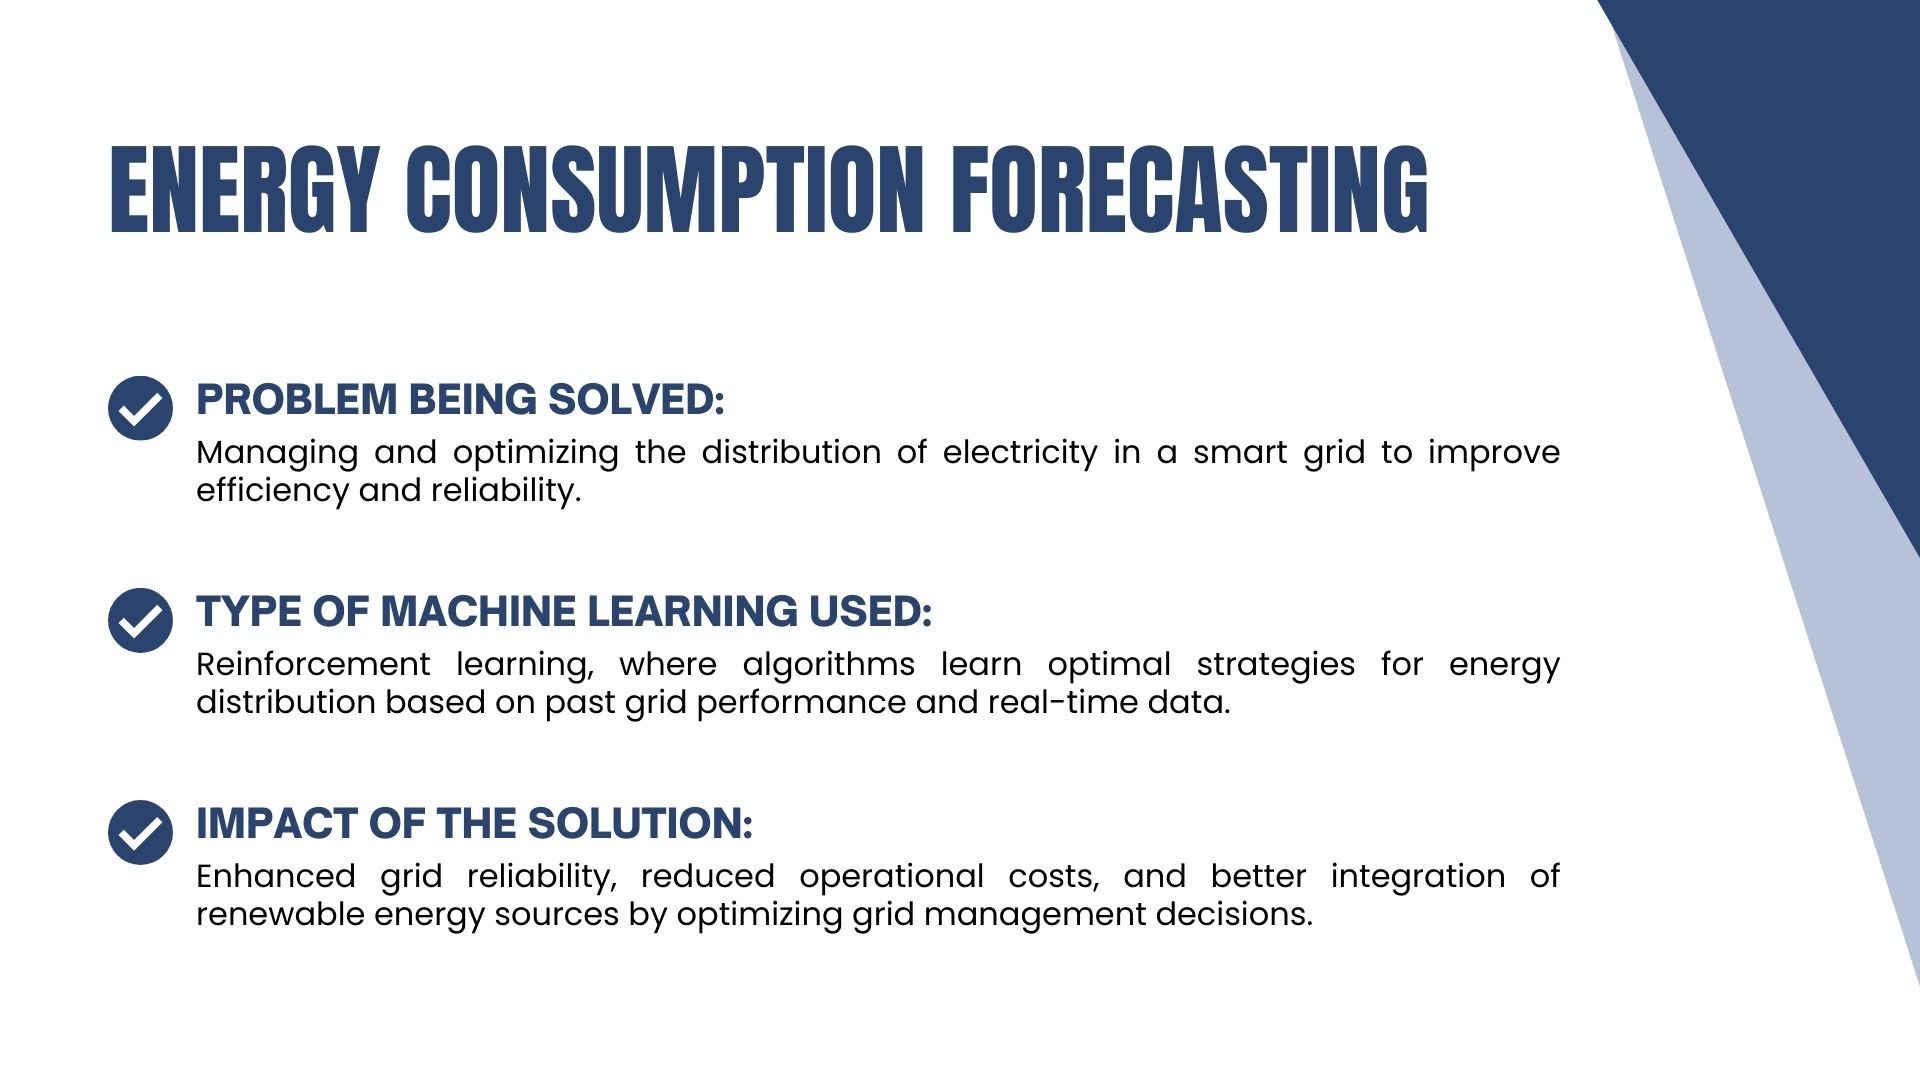 ENERGY CONSUMPTION FORECASTING
PROBLEM BEING SOLVED:
Managing and optimizing the distribution of electricity in a smart grid to improve
efficiency and reliability.
TYPE OF MACHINE LEARNING USED:
Reinforcement learning, where algorithms learn optimal strategies for energy
distribution based on past grid performance and real-time data.
IMPACT OF THE SOLUTION:
Enhanced grid reliability, reduced operational costs, and better integration of
renewable energy sources by optimizing grid management decisions.